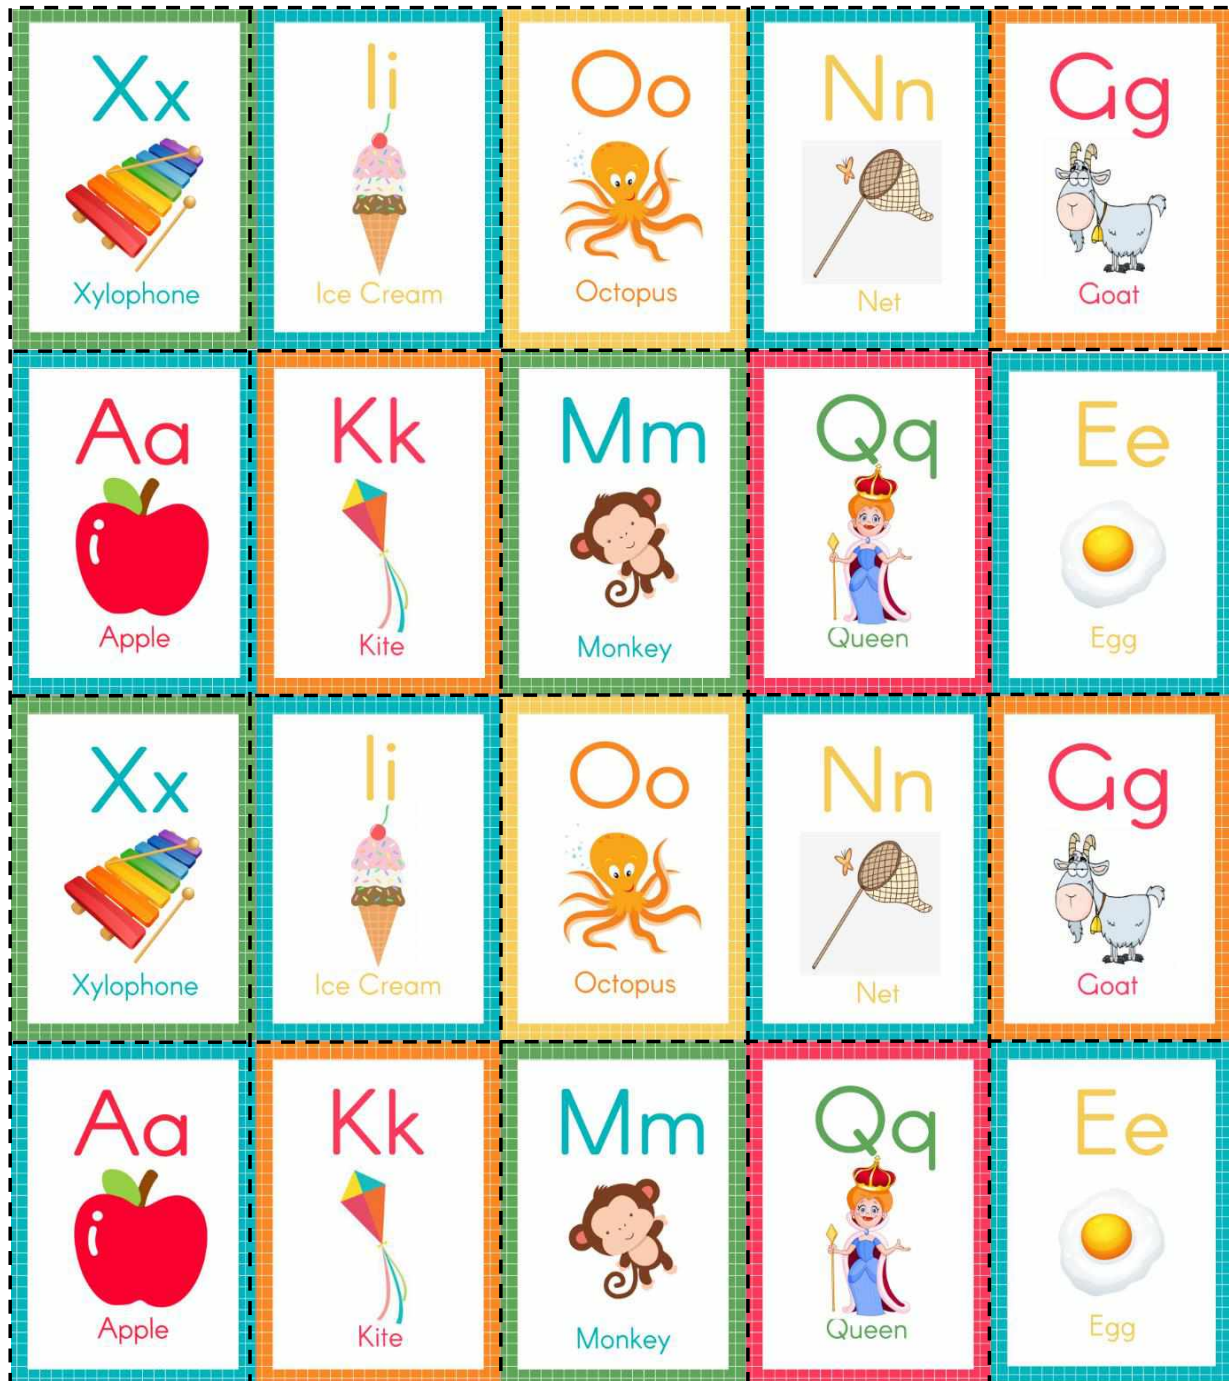 Xx
Ii
Oo
Nn
Gg
Xylophone
Ice Cream
Octopus
Net
Goat
Aa
Kk
Mm
Qq
Ee
Apple
Kite
Monkey
Queen
Egg
Xx
Ii
Oo
Nn
Gg
Xylophone
Ice Cream
Octopus
Net
Goat
Aa
Kk
Mm
Qq
Ee
Apple
Kite
Monkey
Queen
Egg